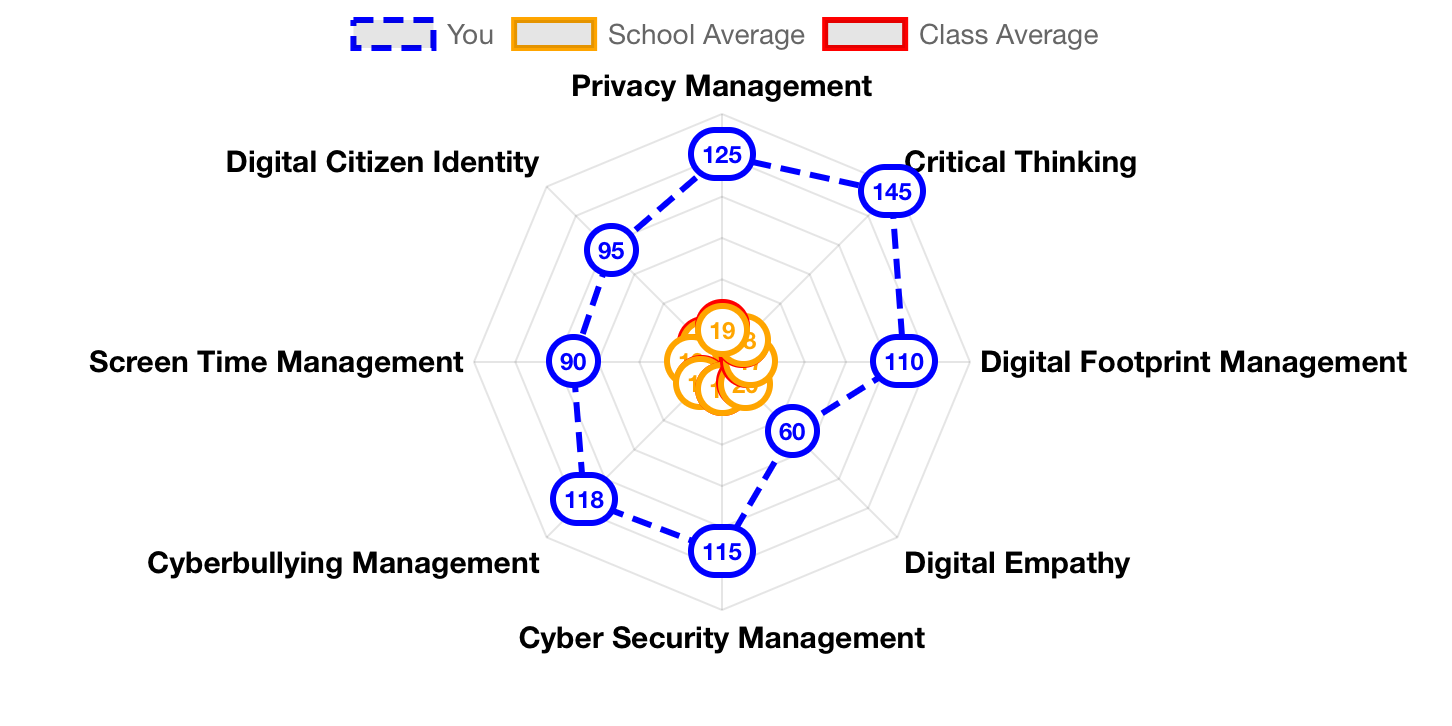 You School Average Class Average
Privacy Management
Digital Citizen Identity
Critical Thinking
125
145
95
19
Screen Time Management
90
110
Digital Footprint Management
60
118
115
Cyberbullying Management
Digital Empathy
Cyber Security Management